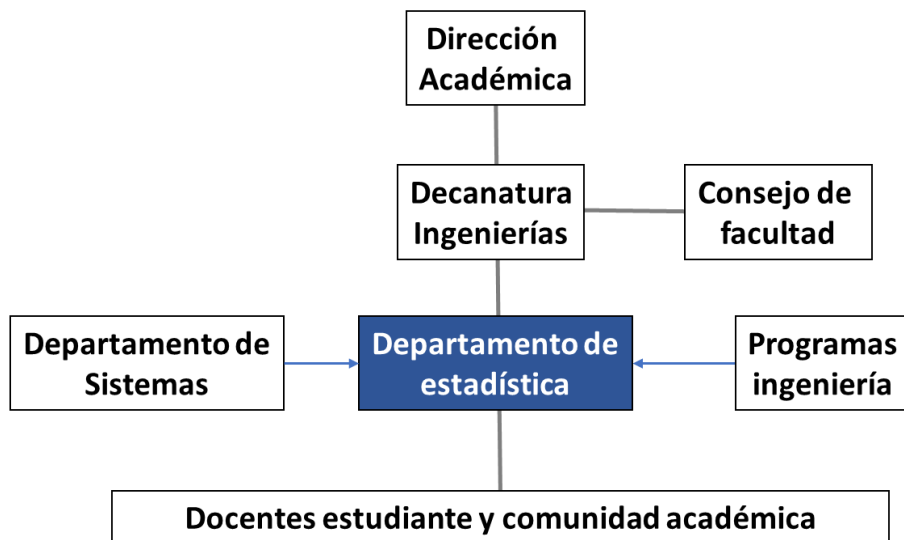 Dirección
Académica
Decanatura
Ingenierías
Consejo de
facultad
Departamento de
Sistemas
Departamento de
estadística
Programas
ingeniería
Docentes estudiante y comunidad académica